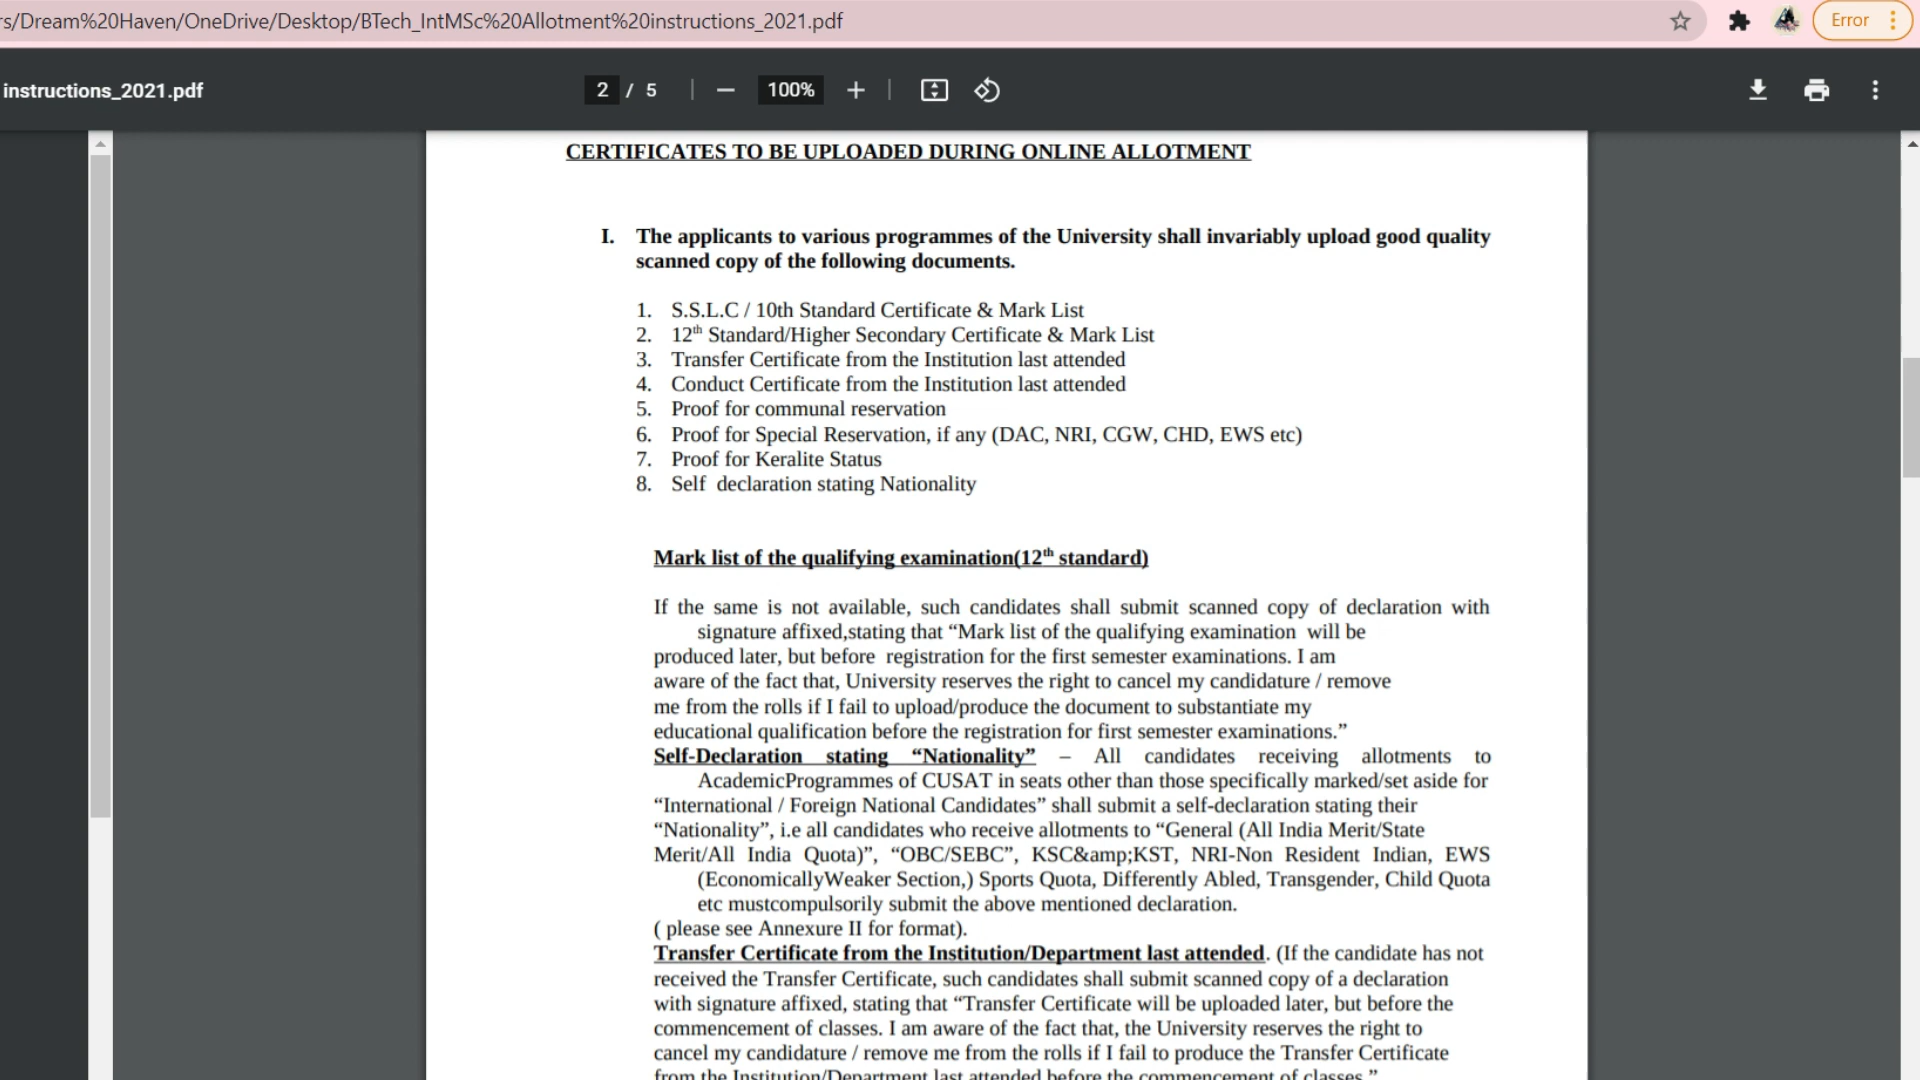 s/Dream%20Haven/OneDrive/Desktop/BTech_IntMSc%20Allotment%20instructions_2021.pdf
Error
instructions_2021.pdf
2 / 5
100%
CERTIFICATES TO BE UPLOADED DURING ONLINE ALLOTMENT
I. The applicants to various programmes of the University shall invariably upload good quality
scanned copy of the following documents.
1. S.S.L.C / 10th Standard Certificate & Mark List
2. 12th Standard/Higher Secondary Certificate & Mark List
3. Transfer Certificate from the Institution last attended
4. Conduct Certificate from the Institution last attended
5. Proof for communal reservation
6. Proof for Special Reservation, if any (DAC, NRI, CGW, CHD, EWS etc)
7. Proof for Keralite Status
8. Self declaration stating Nationality
Mark list of the qualifying examination(12th standard)
If the same is not available, such candidates shall submit scanned copy of declaration with
signature affixed,stating that “Mark list of the qualifying examination will be
produced later, but before registration for the first semester examinations. I am
aware of the fact that, University reserves the right to cancel my candidature / remove
me from the rolls if I fail to upload/produce the document to substantiate my
educational qualification before the registration for first semester examinations.”
Self-Declaration stating “Nationality” – All candidates receiving allotments to
AcademicProgrammes of CUSAT in seats other than those specifically marked/set aside for
“International / Foreign National Candidates” shall submit a self-declaration stating their
“Nationality”, i.e all candidates who receive allotments to “General (All India Merit/State
Merit/All India Quota)”, “OBC/SEBC”, KSC&amp;KST, NRI-Non Resident Indian, EWS
(EconomicallyWeaker Section,) Sports Quota, Differently Abled, Transgender, Child Quota
etc mustcompulsorily submit the above mentioned declaration.
( please see Annexure II for format).
Transfer Certificate from the Institution/Department last attended. (If the candidate has not
received the Transfer Certificate, such candidates shall submit scanned copy of a declaration
with signature affixed, stating that “Transfer Certificate will be uploaded later, but before the
commencement of classes. I am aware of the fact that, the University reserves the right to
cancel my candidature / remove me from the rolls if I fail to produce the Transfer Certificate
from the Institution/Department last attended before the commencement of classes.”